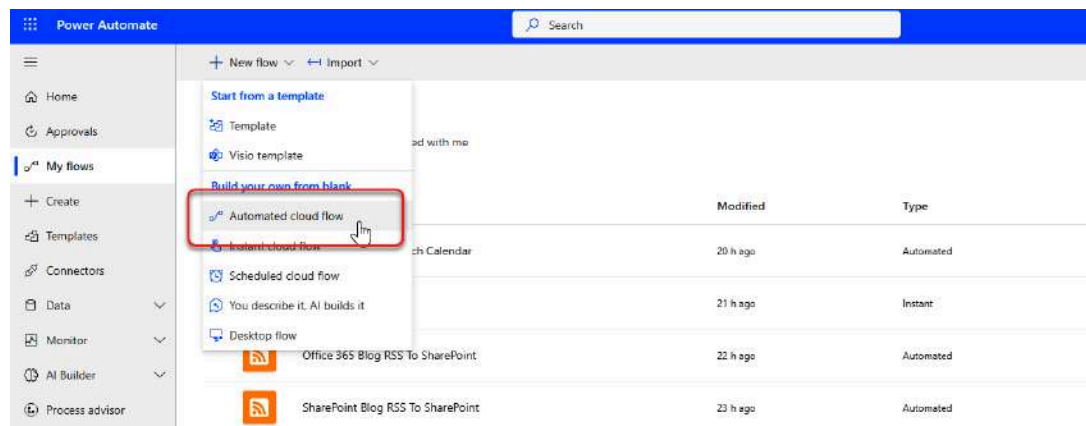 Power Automate
Search
New flow
Import
Home
Approvals
My flows
Create
Templates
Connectors
Data
Monitor
AI Builder
Process advisor
Start from a template
Template
Visio template
Build your own from blank
Automated cloud flow
Instant cloud flow
Scheduled cloud flow
You describe it, AI builds it
Desktop flow
ed with me
Modified Type
ch Calendar 20 h ago Automated
21 h ago Instant
Office 365 Blog RSS To SharePoint 22 h ago Automated
SharePoint Blog RSS To SharePoint 23 h ago Automated